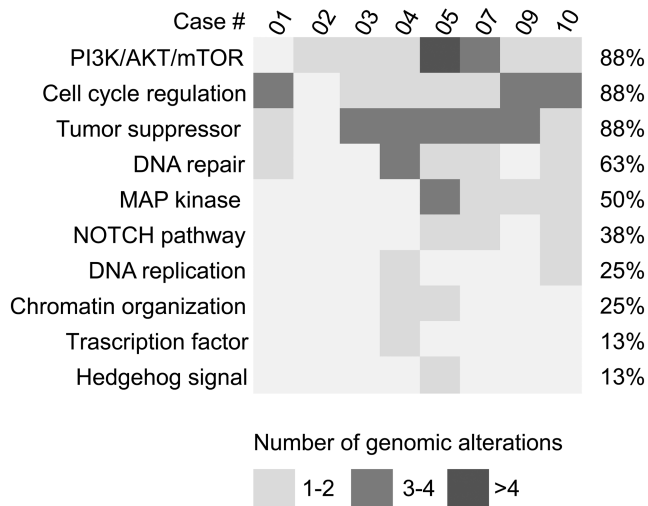 Case # 01 02 03 04 05 07 09 10
PI3K/AKT/mTOR 88%
Cell cycle regulation 88%
Tumor suppressor 88%
DNA repair 63%
MAP kinase 50%
NOTCH pathway 38%
DNA replication 25%
Chromatin organization 25%
Trascription factor 13%
Hedgehog signal 13%
Number of genomic alterations
1-2 3-4 >4